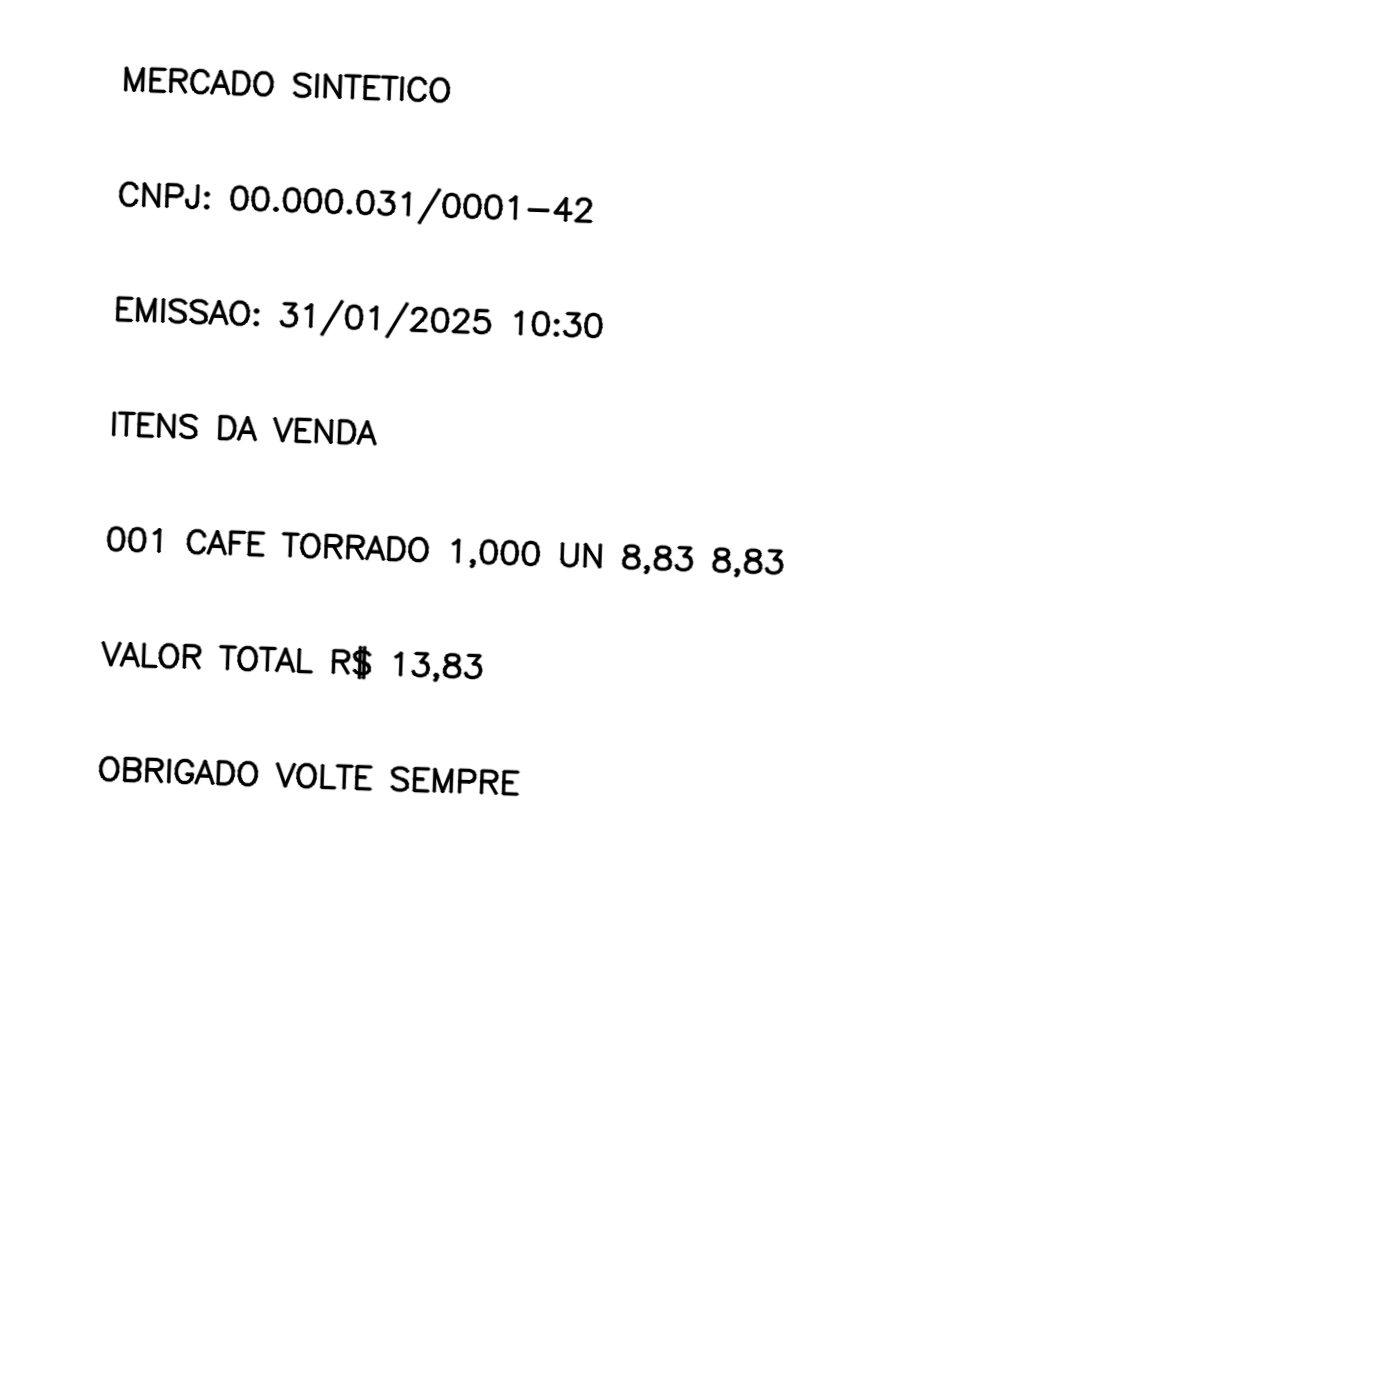 MERCADO SINTETICO
CNPJ: 00.000.031/0001-42
EMISSAO: 31/01/2025 10:30
ITENS DA VENDA
001 CAFE TORRADO 1,000 UN 8,83 8,83
VALOR TOTAL R$ 13,83
OBRIGADO VOLTE SEMPRE